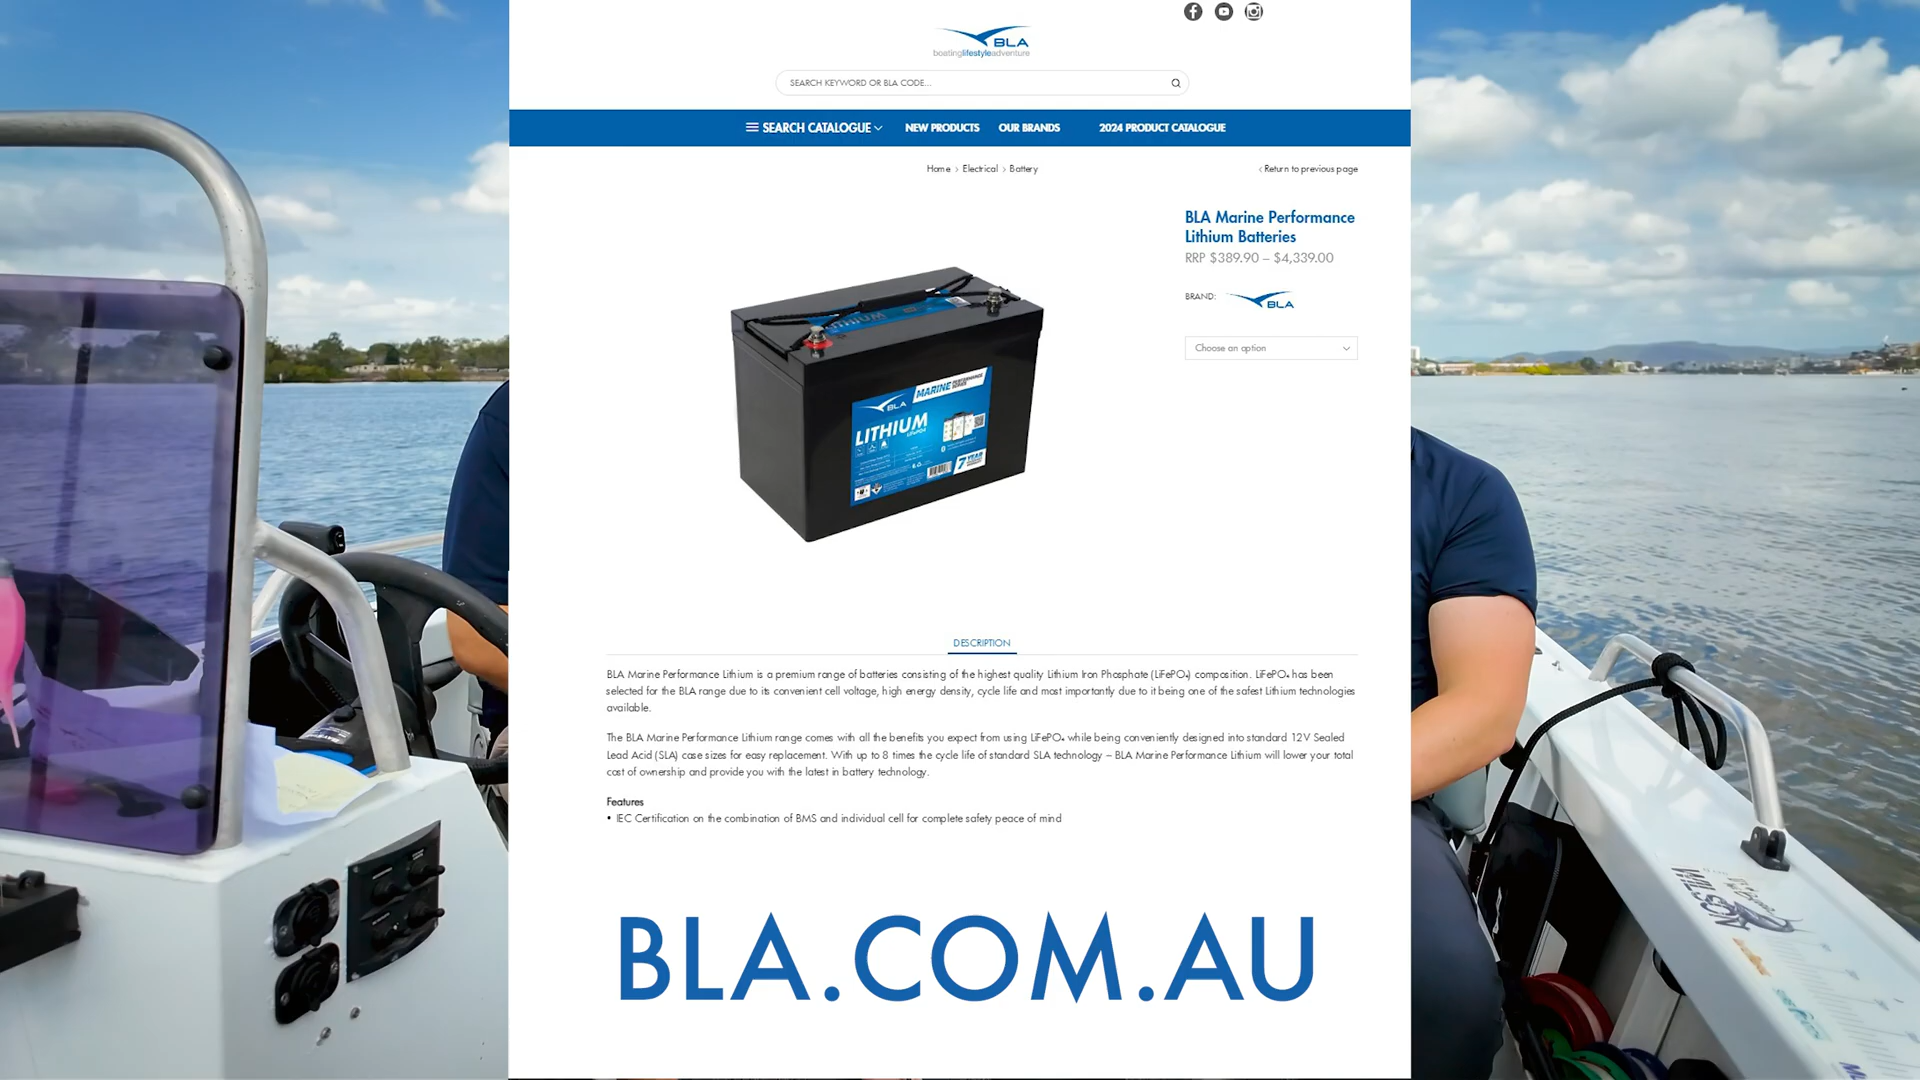 BLA
boatinglifestyleadventure
SEARCH KEYWORD OR BLA CODE...
SEARCH CATALOGUE
NEW PRODUCTS
OUR BRANDS
2024 PRODUCT CATALOGUE
Home > Electrical > Battery
< Return to previous page
BLA Marine Performance
Lithium Batteries
RRP $389.90 – $4,339.00
BRAND: BLA
Choose an option
LITHIUM
MARINE PERFORMANCE SERIES
BLA
LITHIUM
LiFePO4
7 YEAR
DESCRIPTION
BLA Marine Performance Lithium is a premium range of batteries consisting of the highest quality Lithium Iron Phosphate (LiFePO₄) composition. LiFePO₄ has been
selected for the BLA range due to its convenient cell voltage, high energy density, cycle life and most importantly due to it being one of the safest Lithium technologies
available.
The BLA Marine Performance Lithium range comes with all the benefits you expect from using LiFePO₄ while being conveniently designed into standard 12V Sealed
Lead Acid (SLA) case sizes for easy replacement. With up to 8 times the cycle life of standard SLA technology – BLA Marine Performance Lithium will lower your total
cost of ownership and provide you with the latest in battery technology.
Features
• IEC Certification on the combination of BMS and individual cell for complete safety peace of mind
BLA.COM.AU
WILSON